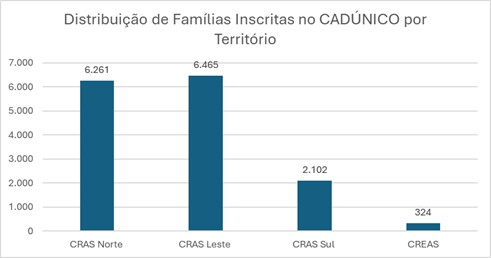 Distribuição de Famílias Inscritas no CADÚNICO por
Território
7.000
6.000
5.000
4.000
3.000
2.000
1.000
0
6.261
6.465
2.102
324
CRAS Norte
CRAS Leste
CRAS Sul
CREAS